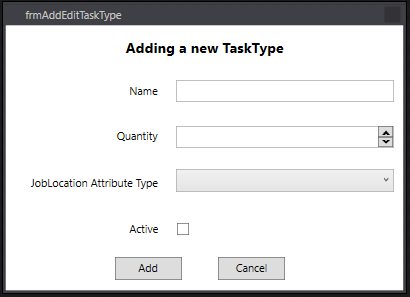 frmAddEditTaskType
Adding a new TaskType
Name
Quantity
JobLocation Attribute Type
Active
Add Cancel